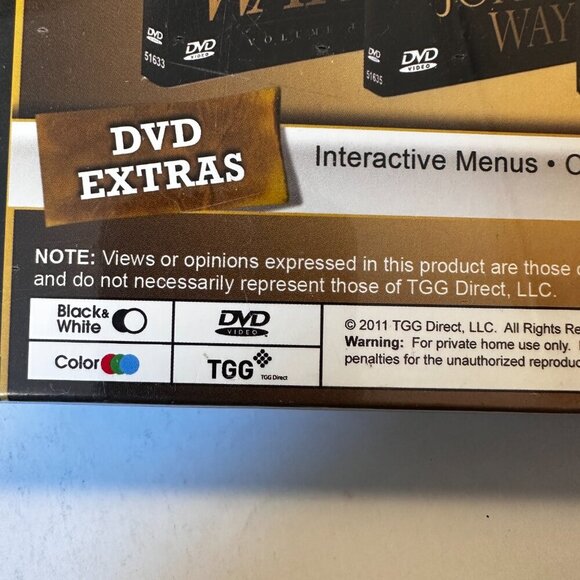 DVD
VOLUME
51633
WAY
DVD
VIDEO
51635
DVD
EXTRAS
Interactive Menus •
NOTE: Views or opinions expressed in this product are those
and do not necessarily represent those of TGG Direct, LLC.
Black&
White
DVD
VIDEO
Color
TGG
TGG Direct
© 2011 TGG Direct, LLC. All Rights
Warning: For private home use only.
penalties for the unauthorized